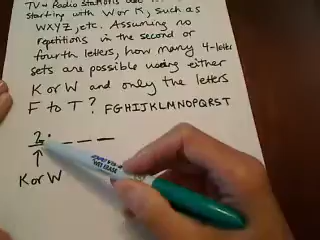 TV + Radio stations use
starting with W or K, such as
WXYZ, etc. Assuming no
repetitions in the second or
fourth letters, how many 4-letter
sets are possible using either
K or W and only the letters
F to T? FGHIJKLMNOPQRST
2.
K or W